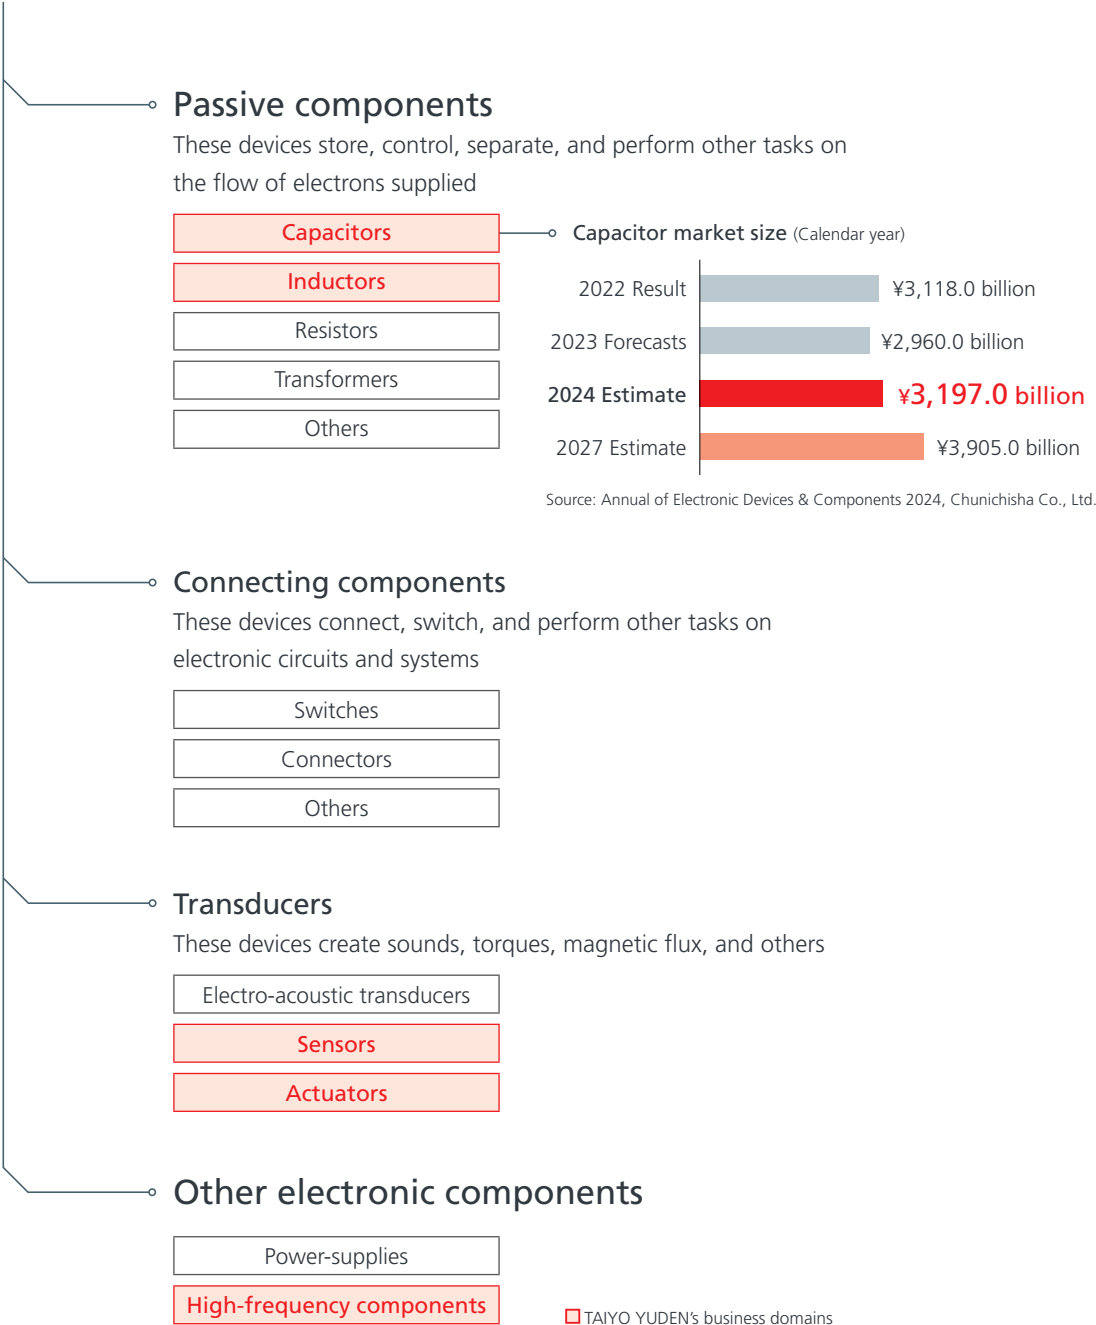 Passive components
These devices store, control, separate, and perform other tasks on
the flow of electrons supplied
Capacitors
Inductors
Resistors
Transformers
Others
Capacitor market size (Calendar year)
2022 Result ¥3,118.0 billion
2023 Forecasts ¥2,960.0 billion
2024 Estimate ¥3,197.0 billion
2027 Estimate ¥3,905.0 billion
Source: Annual of Electronic Devices & Components 2024, Chunichisha Co., Ltd.
Connecting components
These devices connect, switch, and perform other tasks on
electronic circuits and systems
Switches
Connectors
Others
Transducers
These devices create sounds, torques, magnetic flux, and others
Electro-acoustic transducers
Sensors
Actuators
Other electronic components
Power-supplies
High-frequency components
TAIYO YUDEN's business domains